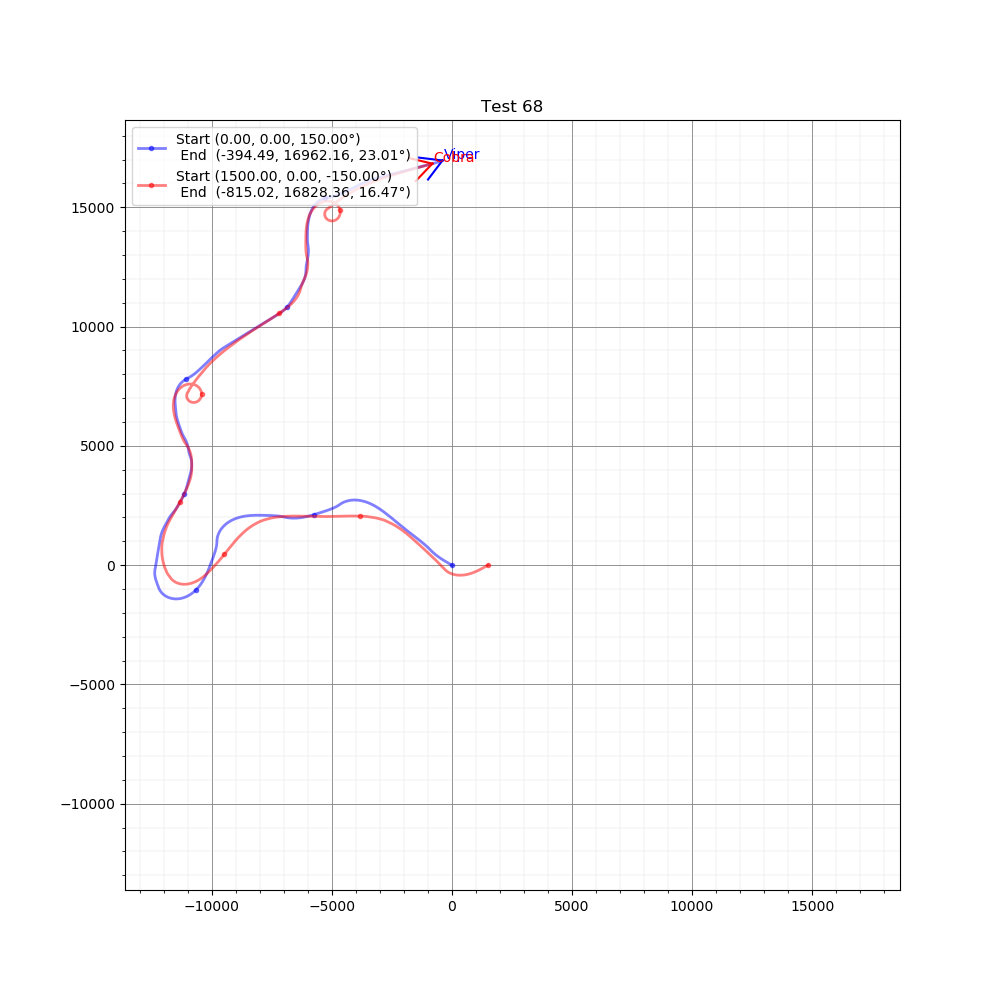 Test 68
Start (0.00, 0.00, 150.00°)
End (-394.49, 16962.16, 23.01°)
Start (1500.00, 0.00, -150.00°)
End (-815.02, 16828.36, 16.47°)
Viper
Cobra
15000
10000
5000
0
−5000
−10000
−10000 −5000 0 5000 10000 15000